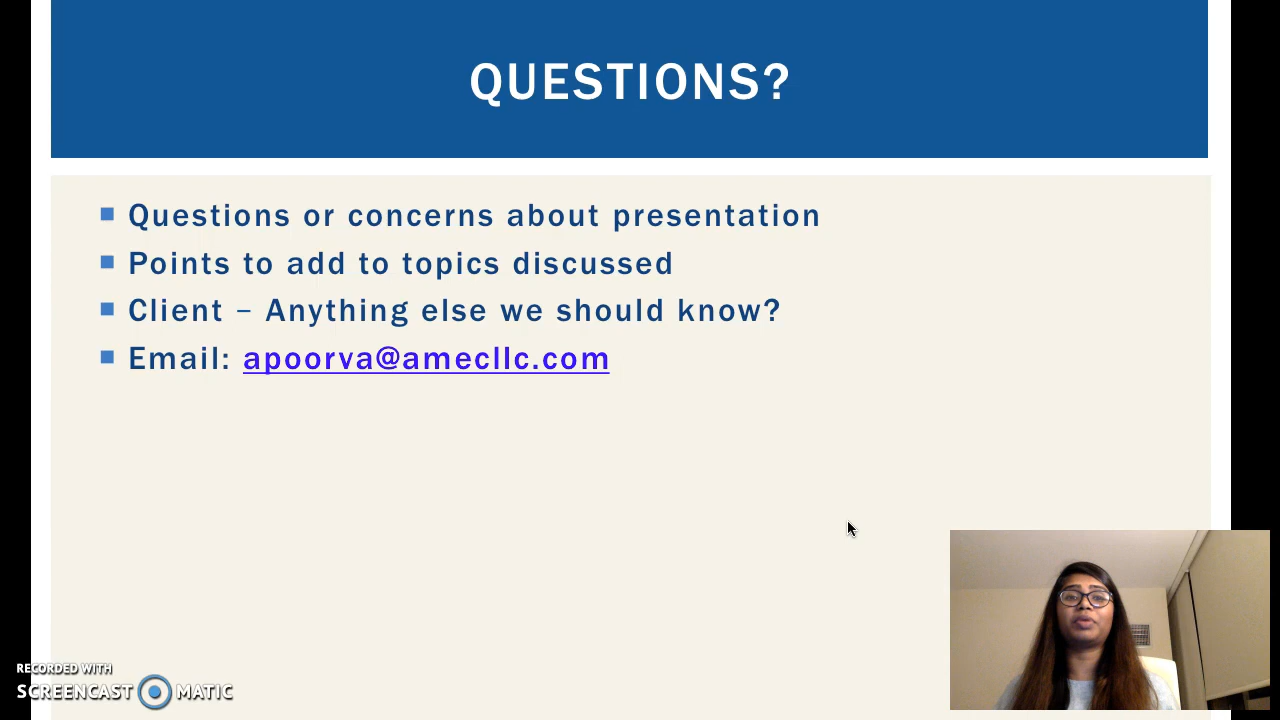 QUESTIONS?
Questions or concerns about presentation
Points to add to topics discussed
Client – Anything else we should know?
Email: apoorva@amecllc.com
RECORDED WITH
SCREENCAST MATIC